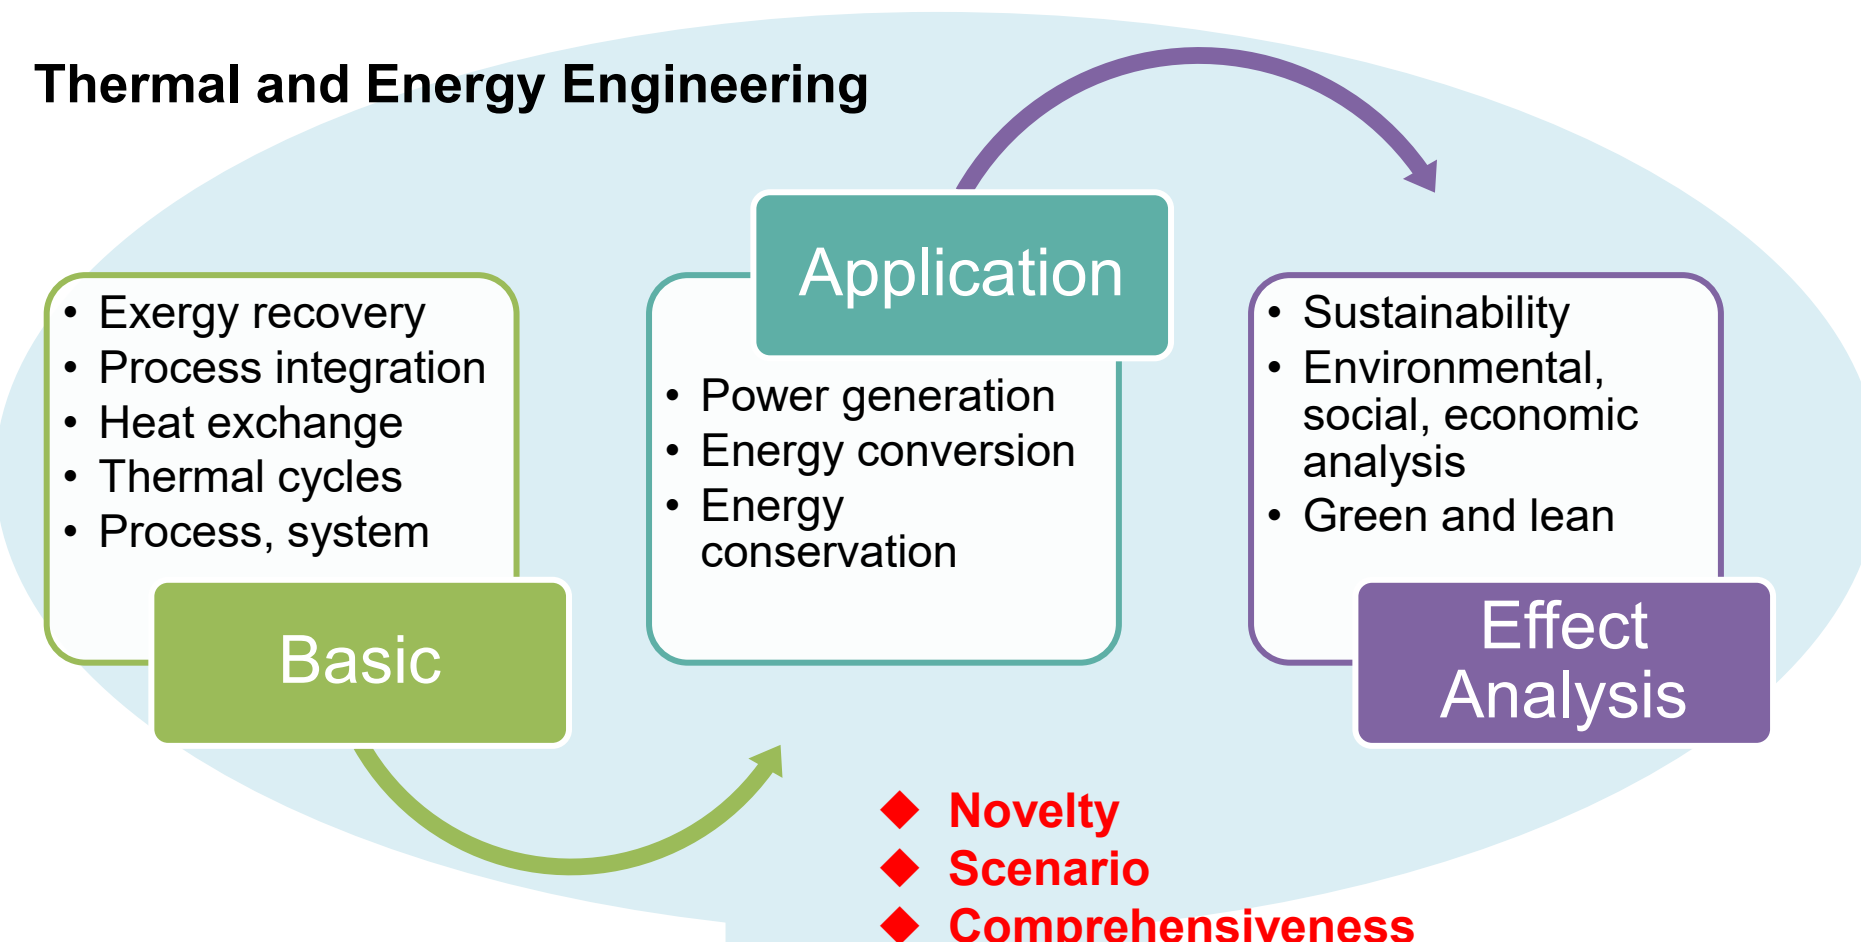 Thermal and Energy Engineering
• Exergy recovery
• Process integration
• Heat exchange
• Thermal cycles
• Process, system
Basic
Application
• Power generation
• Energy conversion
• Energy
conservation
• Sustainability
• Environmental,
social, economic
analysis
• Green and lean
Effect
Analysis
◆ Novelty
◆ Scenario
◆ Comprehensiveness